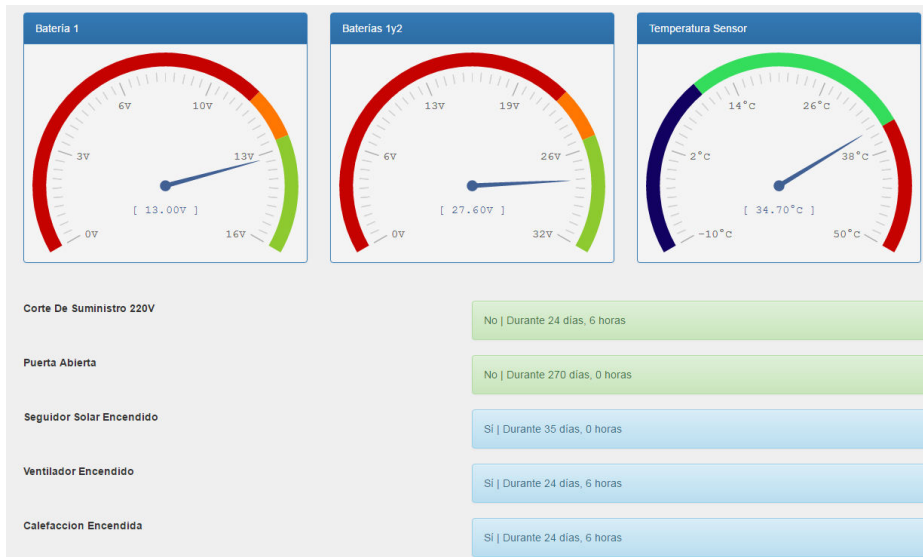 Batería 1
6V 10V
3V 13V
[ 13.00V ]
0V 16V
Baterías 1y2
13V 19V
6V 26V
[ 27.60V ]
0V 32V
Temperatura Sensor
14°C 26°C
2°C 38°C
[ 34.70°C ]
-10°C 50°C
Corte De Suministro 220V
No | Durante 24 días, 6 horas
Puerta Abierta
No | Durante 270 días, 0 horas
Seguidor Solar Encendido
Sí | Durante 35 días, 0 horas
Ventilador Encendido
Sí | Durante 24 días, 6 horas
Calefaccion Encendida
Sí | Durante 24 días, 6 horas